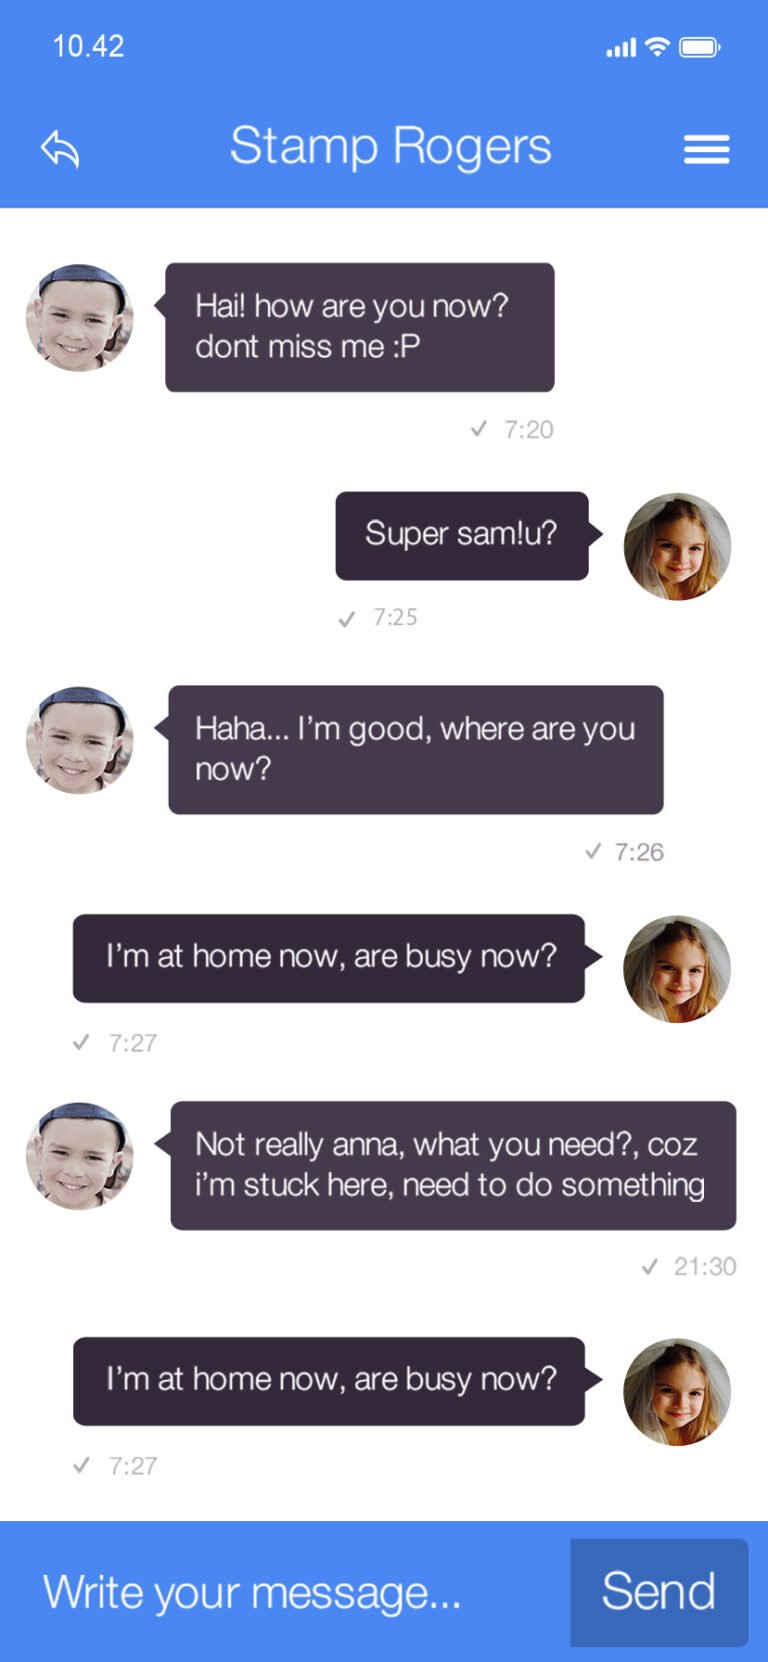 10.42
Stamp Rogers
Hai! how are you now?
dont miss me :P
7:20
Super sam!u?
7:25
Haha... I’m good, where are you
now?
7:26
I’m at home now, are busy now?
7:27
Not really anna, what you need?, coz
i’m stuck here, need to do something
21:30
I’m at home now, are busy now?
7:27
Write your message...
Send